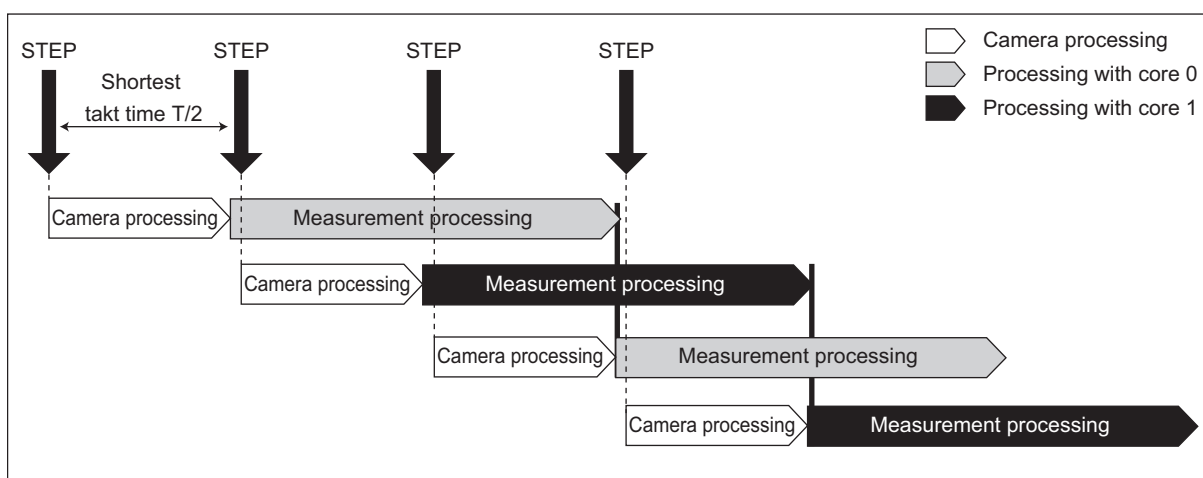 STEP
STEP
STEP
STEP
Shortest
takt time T/2
Camera processing
Processing with core 0
Processing with core 1
Camera processing
Measurement processing
Camera processing
Measurement processing
Camera processing
Measurement processing
Camera processing
Measurement processing